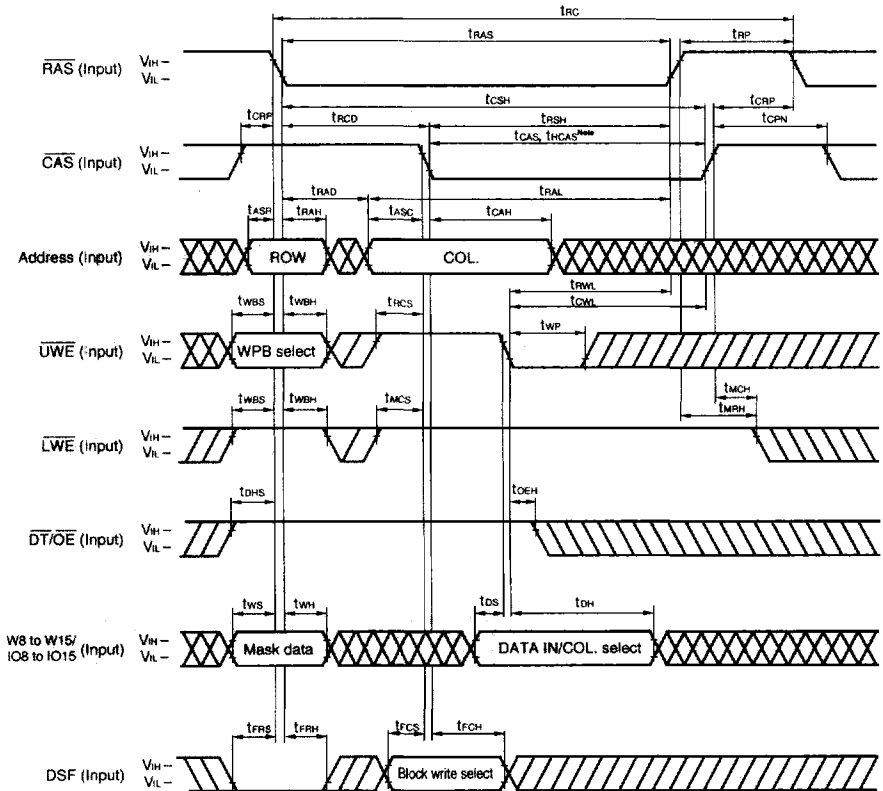 tRC
tRAS
tRP
RAS (Input)
VIH –
VIL –
tCSH
tCRP
tRCD
tRSH
tCRP
tCAS, tHCAS Note
tCPN
CAS (Input)
VIH –
VIL –
tRAD
tRAL
tASR
tRAH
tASC
tCAH
Address (Input)
VIH –
VIL –
ROW
COL.
tRWL
tCWL
tWBS
tWBH
tRCS
tWP
UWE (Input)
VIH –
VIL –
WPB select
tMCH
tMRH
tWBS
tWBH
tMCS
LWE (Input)
VIH –
VIL –
tDHS
tOEH
DT/OE (Input)
VIH –
VIL –
tWS
tWH
tDS
tDH
W8 to W15/
IO8 to IO15 (Input)
VIH –
VIL –
Mask data
DATA IN/COL. select
tFRS
tFRH
tFCS
tFCH
DSF (Input)
VIH –
VIL –
Block write select